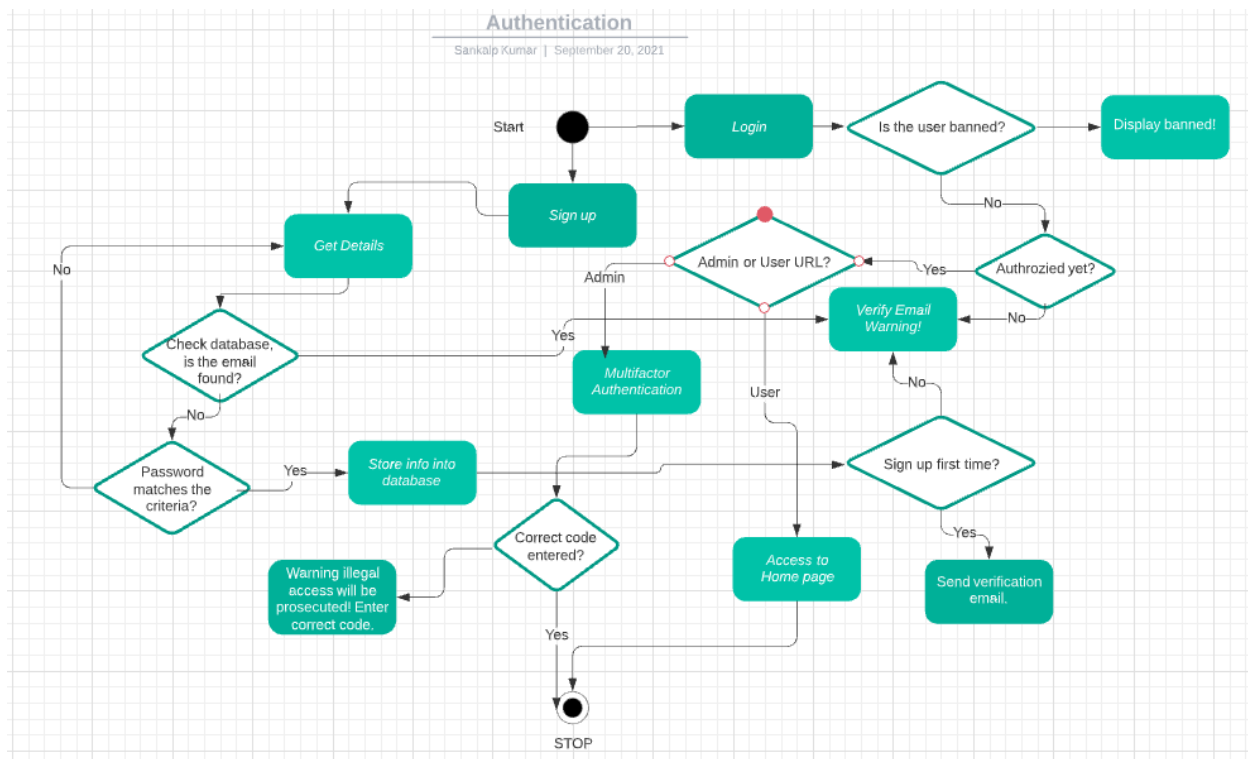 Authentication
Sankalp Kumar | September 20, 2021
Start
Login
Is the user banned?
Display banned!
Sign up
No
Get Details
Admin or User URL?
Yes
Authrozied yet?
No
Admin
Verify Email
Warning!
No
Check database,
is the email
found?
Yes
Multifactor
Authentication
User
No
No
Password
matches the
criteria?
Yes
Store info into
database
Sign up first time?
Correct code
entered?
Yes
Access to
Home page
Send verification
email.
Warning illegal
access will be
prosecuted! Enter
correct code.
Yes
STOP